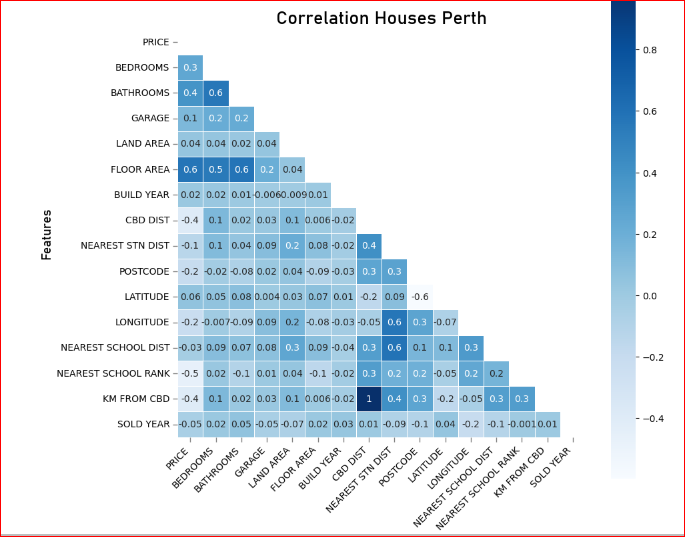 Correlation Houses Perth
Features
PRICE
BEDROOMS 0.3
BATHROOMS 0.4 0.6
GARAGE 0.1 0.2 0.2
LAND AREA 0.04 0.04 0.02 0.04
FLOOR AREA 0.6 0.5 0.6 0.2 0.04
BUILD YEAR 0.02 0.02 0.01 -0.006 0.009 0.01
CBD DIST -0.4 0.1 0.02 0.03 0.1 0.006 -0.02
NEAREST STN DIST -0.1 0.1 0.04 0.09 0.2 0.08 -0.02 0.4
POSTCODE -0.2 -0.02 -0.08 0.02 0.04 -0.09 -0.03 0.3 0.3
LATITUDE 0.06 0.05 0.08 0.004 0.03 0.07 0.01 -0.2 0.09 -0.6
LONGITUDE -0.2 -0.007 -0.09 0.09 0.2 -0.08 -0.03 -0.05 0.6 0.3 -0.07
NEAREST SCHOOL DIST -0.03 0.09 0.07 0.08 0.3 0.09 -0.04 0.3 0.6 0.1 0.1 0.3
NEAREST SCHOOL RANK -0.5 0.02 -0.1 0.01 0.04 -0.1 -0.02 0.3 0.2 0.2 -0.05 0.2 0.2
KM FROM CBD -0.4 0.1 0.02 0.03 0.1 0.006 -0.02 1 0.4 0.3 -0.2 -0.05 0.3 0.3
SOLD YEAR -0.05 0.02 0.05 -0.05 -0.07 0.02 0.03 0.01 -0.09 -0.1 0.04 -0.2 -0.1 -0.001 0.01
PRICE
BEDROOMS
BATHROOMS
GARAGE
LAND AREA
FLOOR AREA
BUILD YEAR
CBD DIST
NEAREST STN DIST
POSTCODE
LATITUDE
LONGITUDE
NEAREST SCHOOL DIST
NEAREST SCHOOL RANK
KM FROM CBD
SOLD YEAR
0.8
0.6
0.4
0.2
0.0
−0.2
−0.4